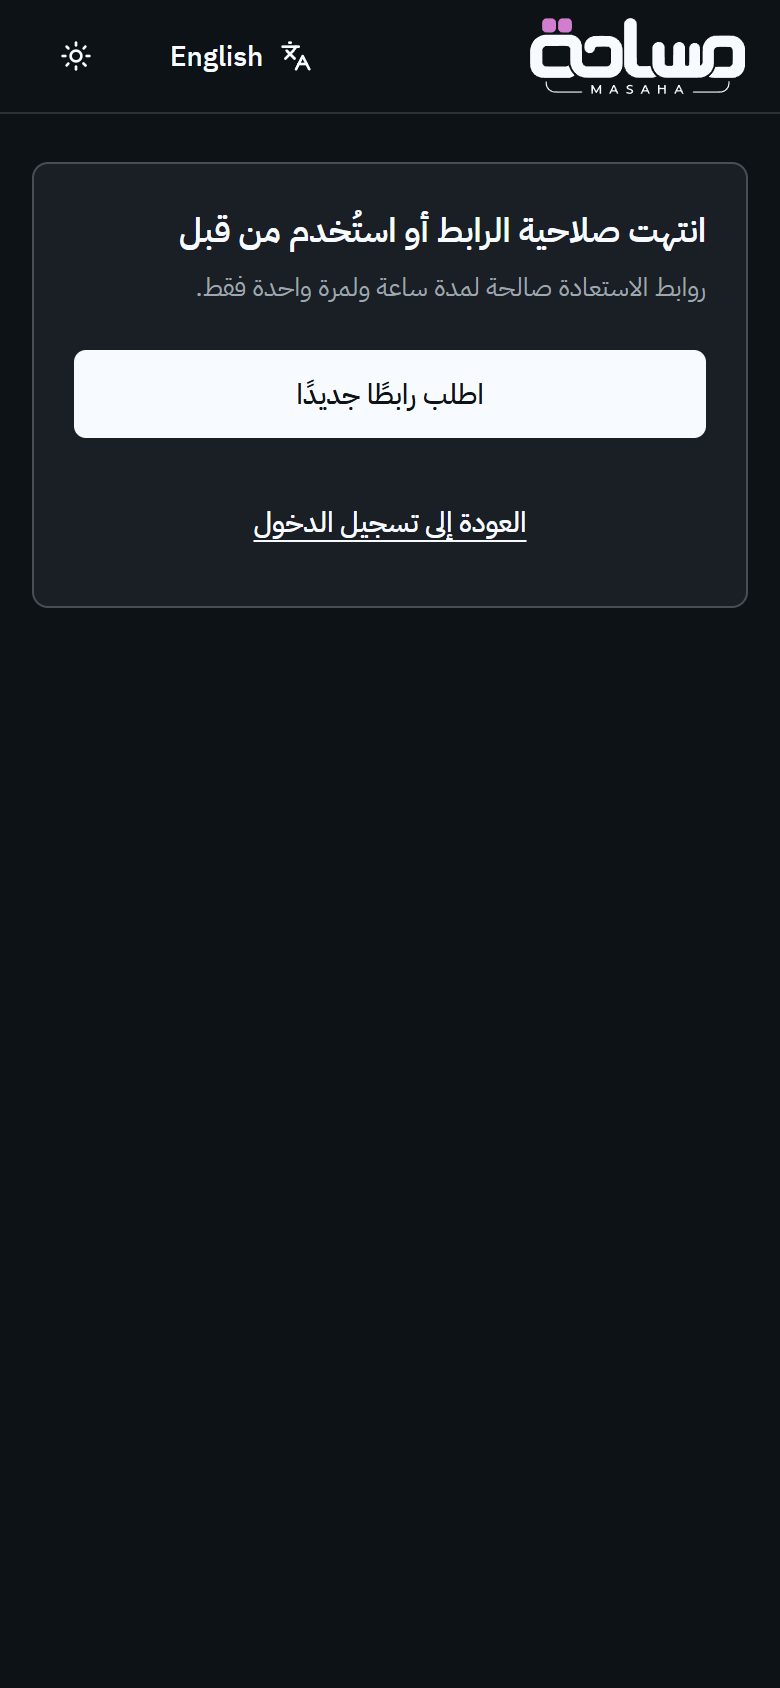 مساحة
MASAHA
English
انتهت صلاحية الرابط أو استُخدم من قبل
روابط الاستعادة صالحة لمدة ساعة ولمرة واحدة فقط.
اطلب رابطًا جديدًا
العودة إلى تسجيل الدخول